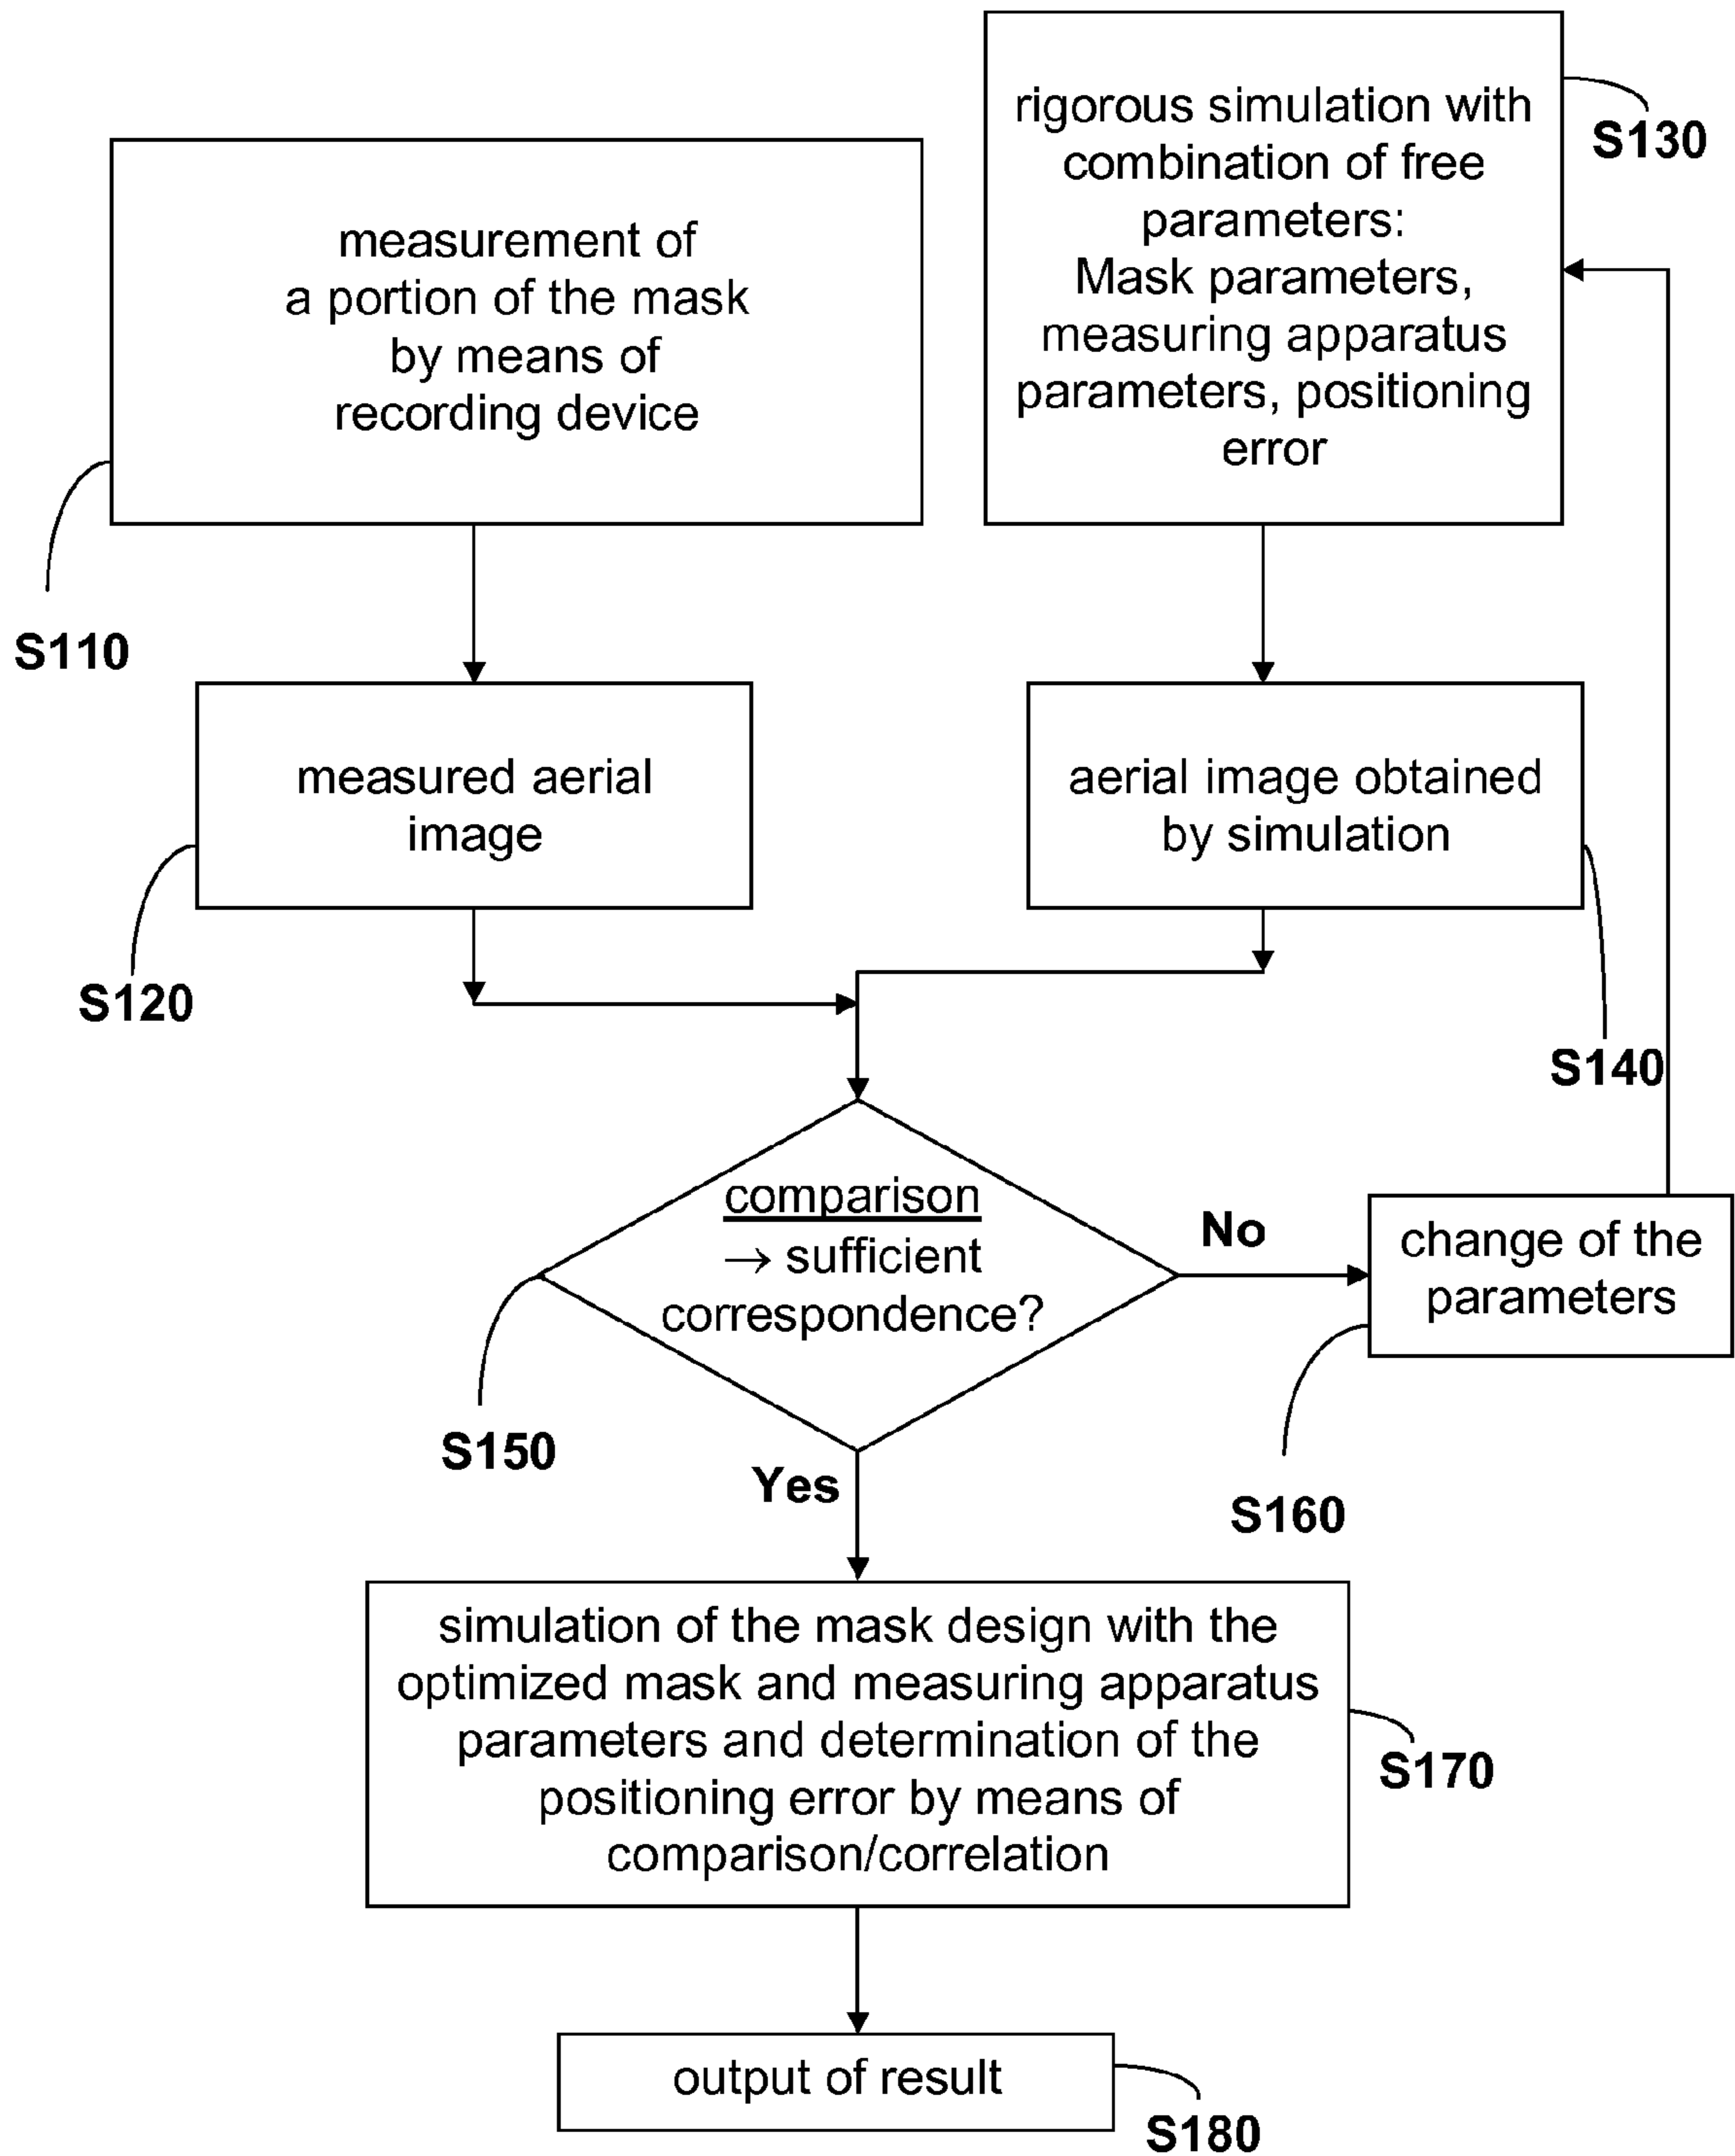 measurement of
a portion of the mask
by means of
recording device
S110
rigorous simulation with
combination of free
parameters:
Mask parameters,
measuring apparatus
parameters, positioning
error
S130
measured aerial
image
S120
aerial image obtained
by simulation
S140
comparison
→ sufficient
correspondence?
S150
No
change of the
parameters
S160
Yes
simulation of the mask design with the
optimized mask and measuring apparatus
parameters and determination of the
positioning error by means of
comparison/correlation
S170
output of result
S180